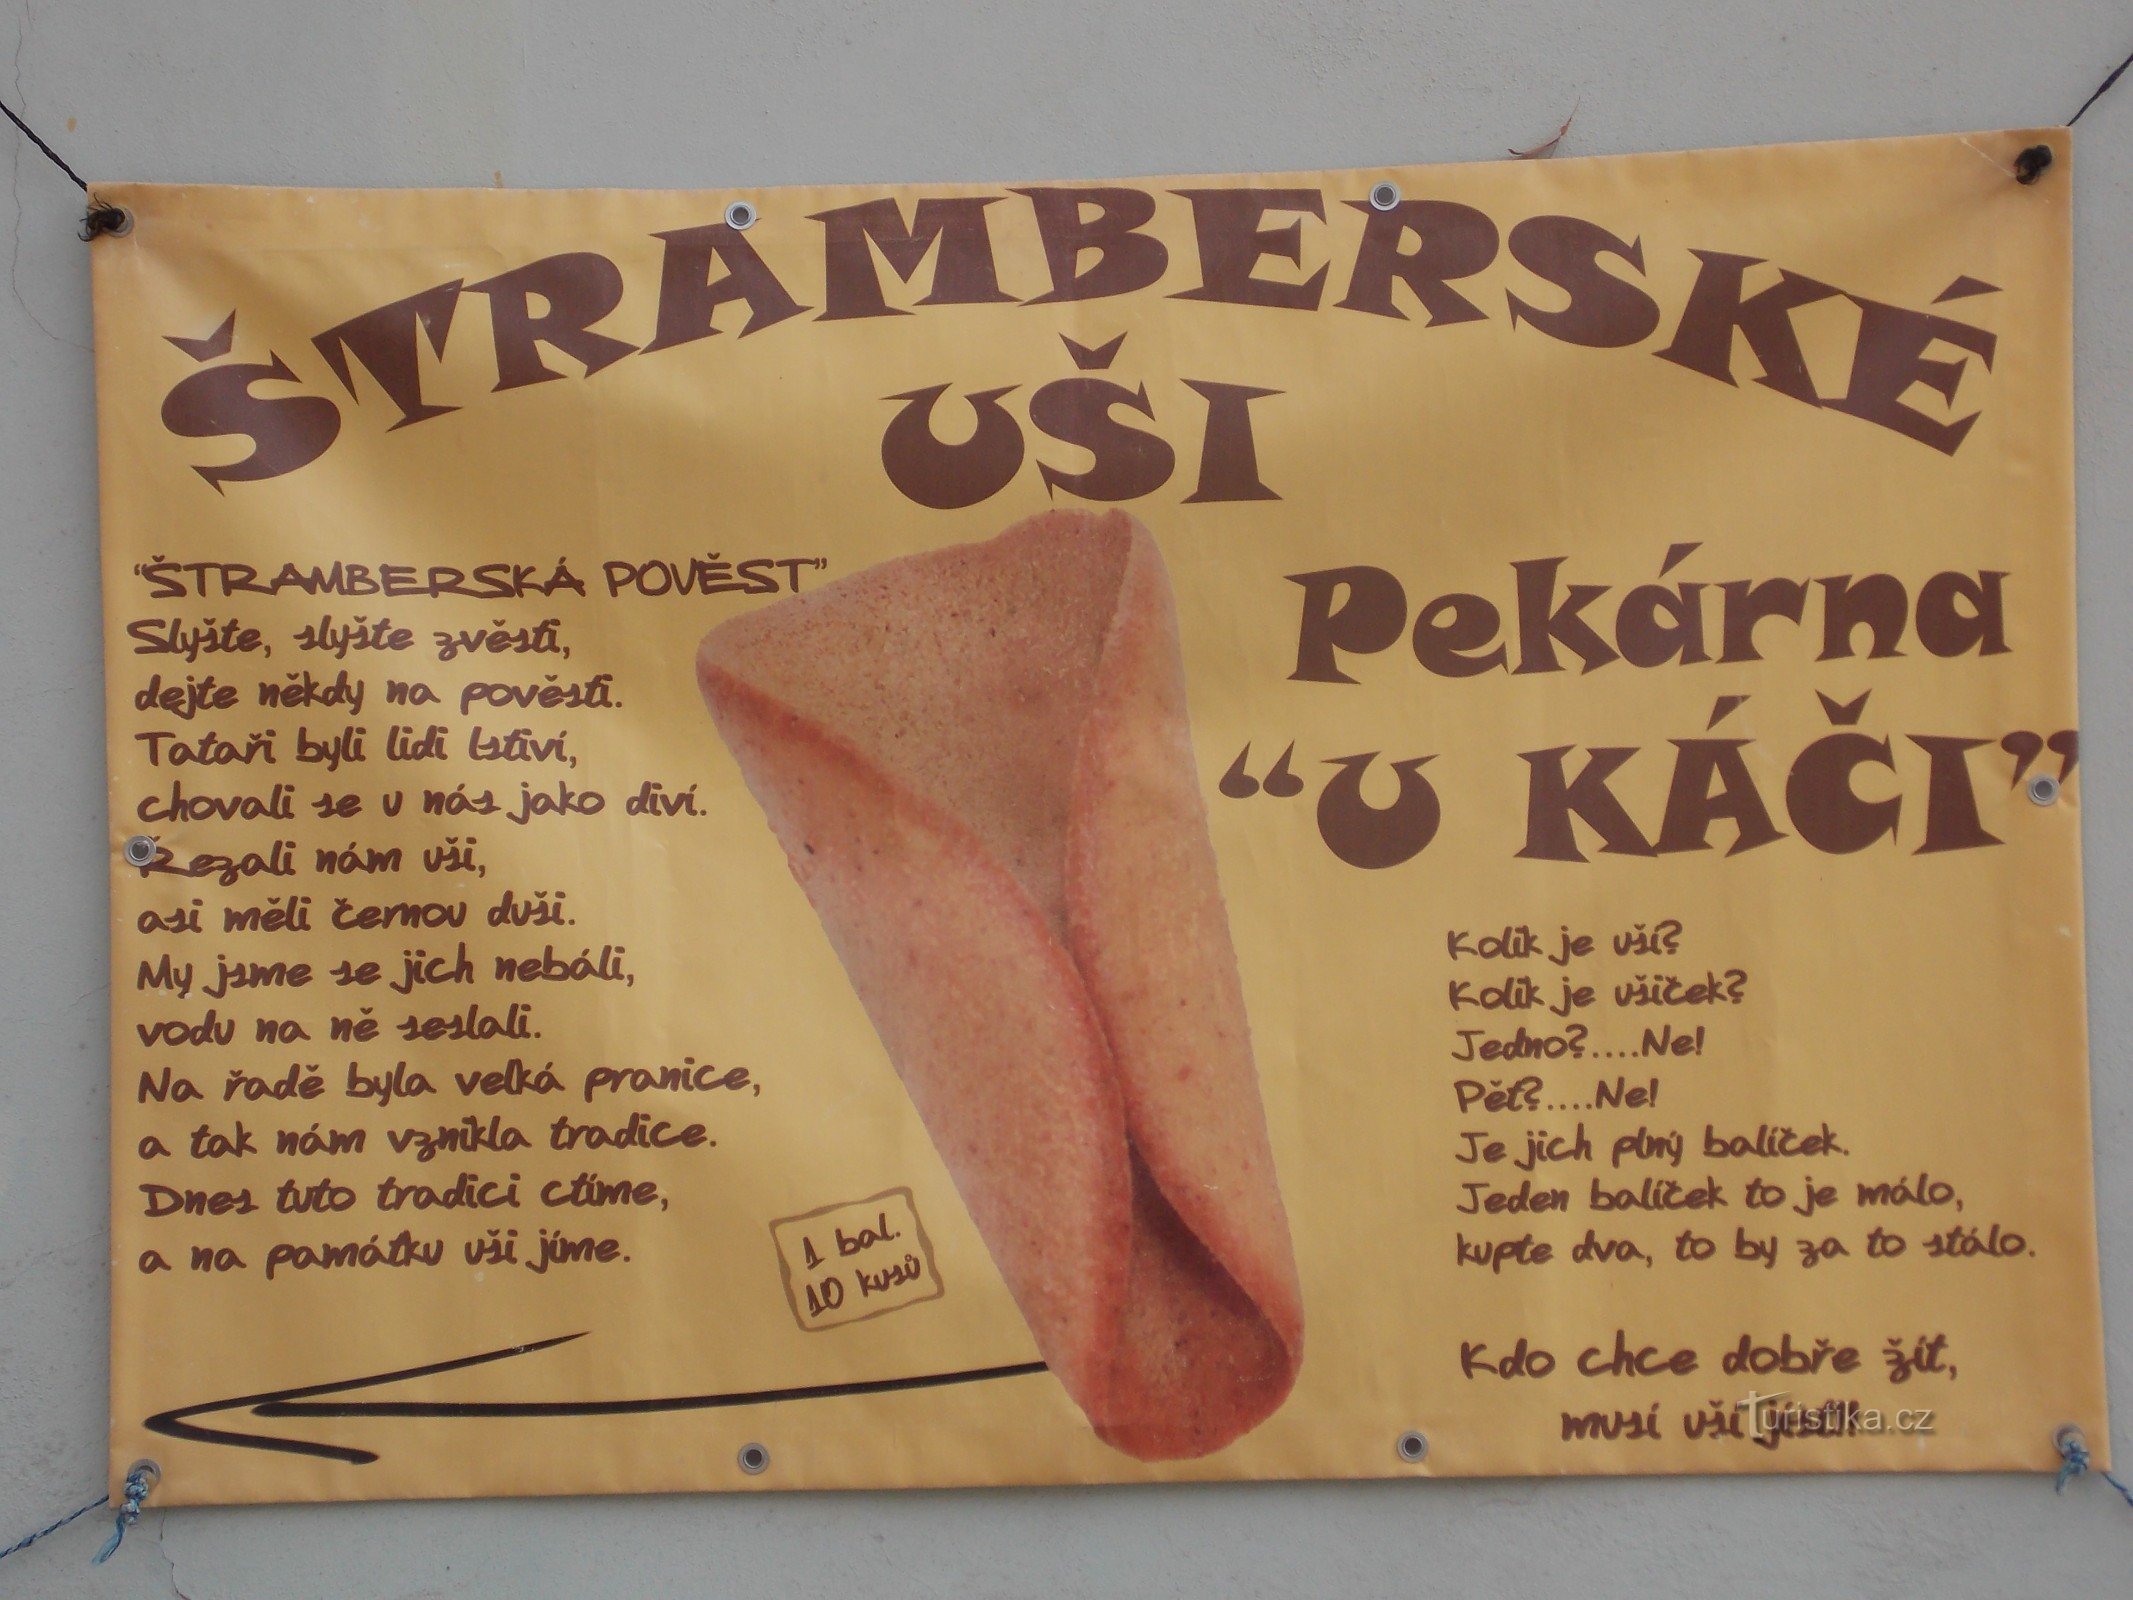 ŠTRAMBERSKÉ
UŠI
"ŠTRAMBERSKÁ POVĚST"
Slyšte, slyšte zvěsti,
dejte někdy na pověsti.
Tataři byli lidi lstiví,
chovali se u nás jako diví.
Řezali nám uši,
asi měli černou duši.
My jsme se jich nebáli,
vodu na ně seslali.
Na řadě byla velká pranice,
a tak nám vznikla tradice.
Dnes tuto tradici ctíme,
a na památku uši jíme.
1 bal.
10 kusů
Pekárna
"U KÁČI"
Kolik je uší?
Kolik je ušiček?
Jedno?....Ne!
Pět?....Ne!
Je jich plný balíček.
Jeden balíček to je málo,
kupte dva, to by za to stálo.
Kdo chce dobře žít,
musí uši jíst!!
Turistika.cz